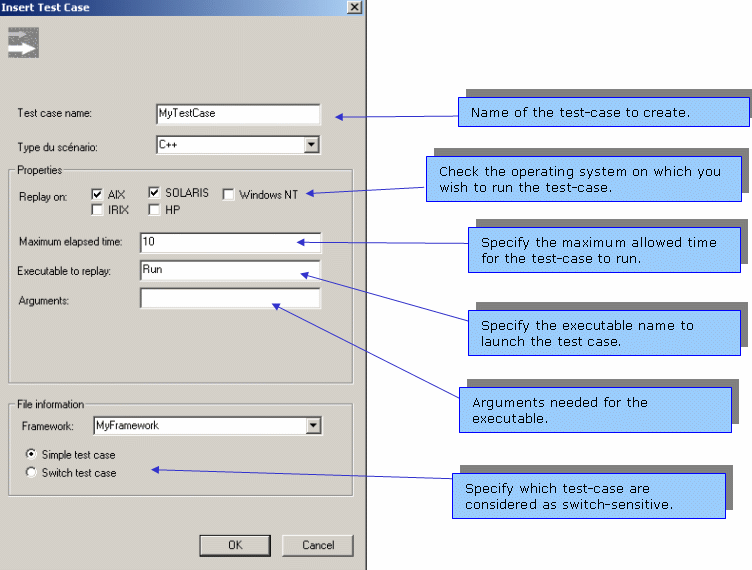 Insert Test Case
Test case name: MyTestCase
Name of the test-case to create.
Type du scénario: C++
Properties
Check the operating system on which you
wish to run the test-case.
Replay on: AIX SOLARIS Windows NT
IRIX HP
Maximum elapsed time: 10
Specify the maximum allowed time
for the test-case to run.
Executable to replay: Run
Arguments:
Specify the executable name to
launch the test case.
Arguments needed for the
executable.
File information
Framework: MyFramework
Simple test case
Switch test case
Specify which test-case are
considered as switch-sensitive.
OK Cancel